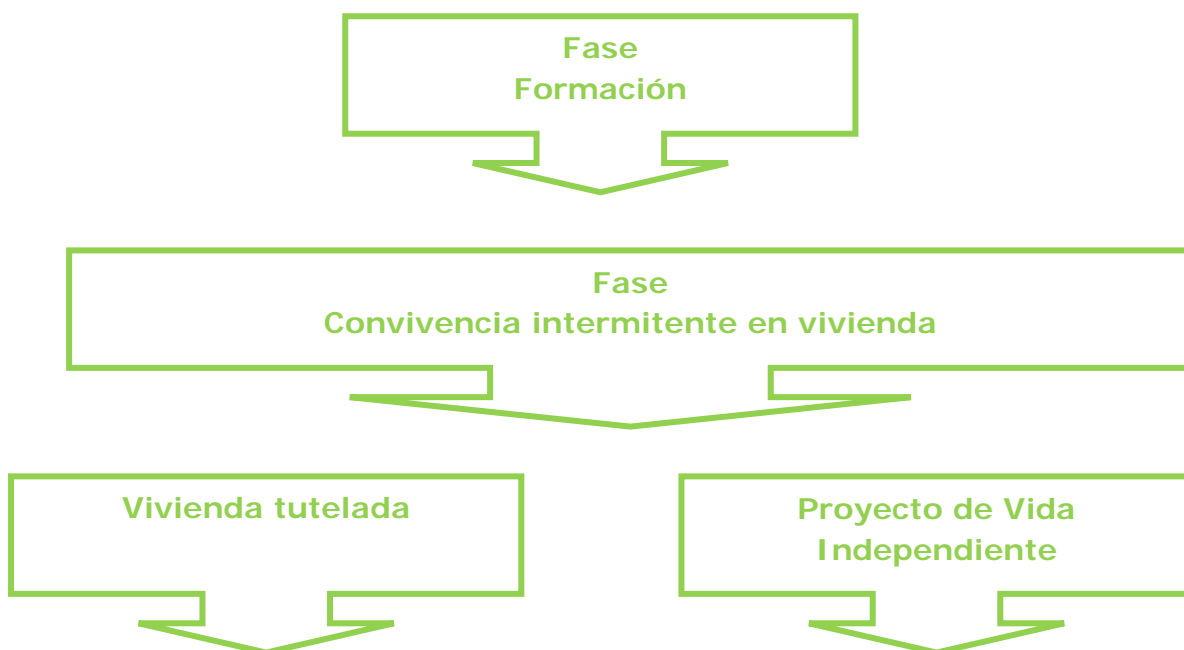 Fase
Formación
Fase
Convivencia intermitente en vivienda
Vivienda tutelada
Proyecto de Vida
Independiente